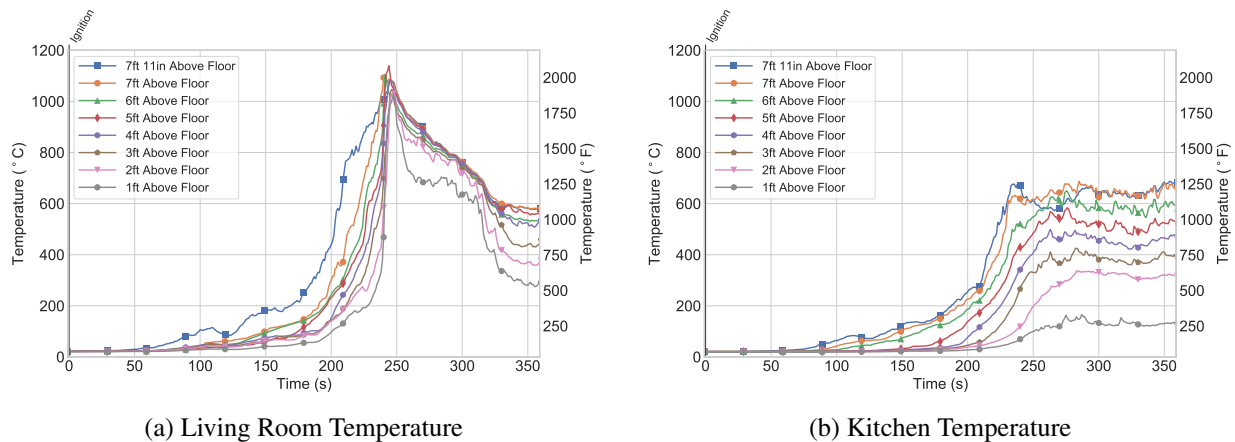 Ignition
1200
1000
800
600
400
200
0
Temperature (°C)
7ft 11in Above Floor
7ft Above Floor
6ft Above Floor
5ft Above Floor
4ft Above Floor
3ft Above Floor
2ft Above Floor
1ft Above Floor
2000
1750
1500
1250
1000
750
500
250
Temperature (°F)
0 50 100 150 200 250 300 350
Time (s)
(a) Living Room Temperature
Ignition
1200
1000
800
600
400
200
0
Temperature (°C)
7ft 11in Above Floor
7ft Above Floor
6ft Above Floor
5ft Above Floor
4ft Above Floor
3ft Above Floor
2ft Above Floor
1ft Above Floor
2000
1750
1500
1250
1000
750
500
250
Temperature (°F)
0 50 100 150 200 250 300 350
Time (s)
(b) Kitchen Temperature